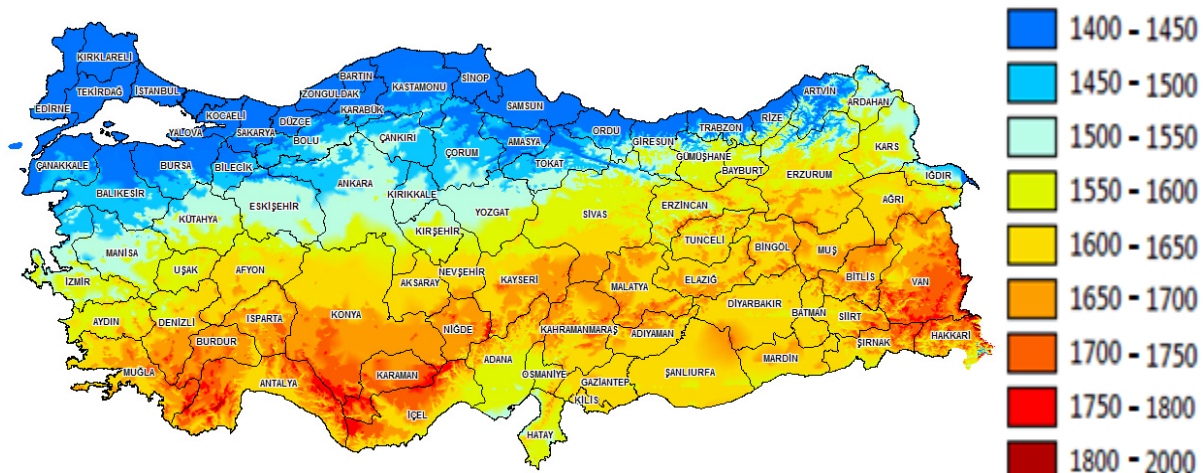 KIRKLARELİ
TEKİRDAĞ
İSTANBUL
EDİRNE
KOCAELİ
YALOVA
SAKARYA
DÜZCE
ZONGULDAK
BARTIN
KARABÜK
KASTAMONU
SİNOP
SAMSUN
BOLU
ÇANKIRI
ÇORUM
AMASYA
TOKAT
ORDU
GİRESUN
TRABZON
RİZE
ARTVİN
ARDAHAN
KARS
IĞDIR
GÜMÜŞHANE
BAYBURT
ERZURUM
AĞRI
ÇANAKKALE
BURSA
BİLECİK
BALIKESİR
KÜTAHYA
ESKİŞEHİR
ANKARA
KIRIKKALE
YOZGAT
SİVAS
ERZİNCAN
KIRŞEHİR
TUNCELİ
BİNGÖL
MUŞ
MANİSA
UŞAK
AFYON
İZMİR
AKSARAY
NEVŞEHİR
KAYSERİ
MALATYA
ELAZIĞ
BİTLİS
VAN
DİYARBAKIR
BATMAN
SİİRT
AYDIN
DENİZLİ
ISPARTA
KONYA
NİĞDE
KAHRAMANMARAŞ
ADIYAMAN
ŞIRNAK
HAKKARİ
BURDUR
MUĞLA
ANTALYA
KARAMAN
ADANA
OSMANİYE
GAZİANTEP
ŞANLIURFA
MARDİN
KİLİS
İÇEL
HATAY
1400 - 1450
1450 - 1500
1500 - 1550
1550 - 1600
1600 - 1650
1650 - 1700
1700 - 1750
1750 - 1800
1800 - 2000